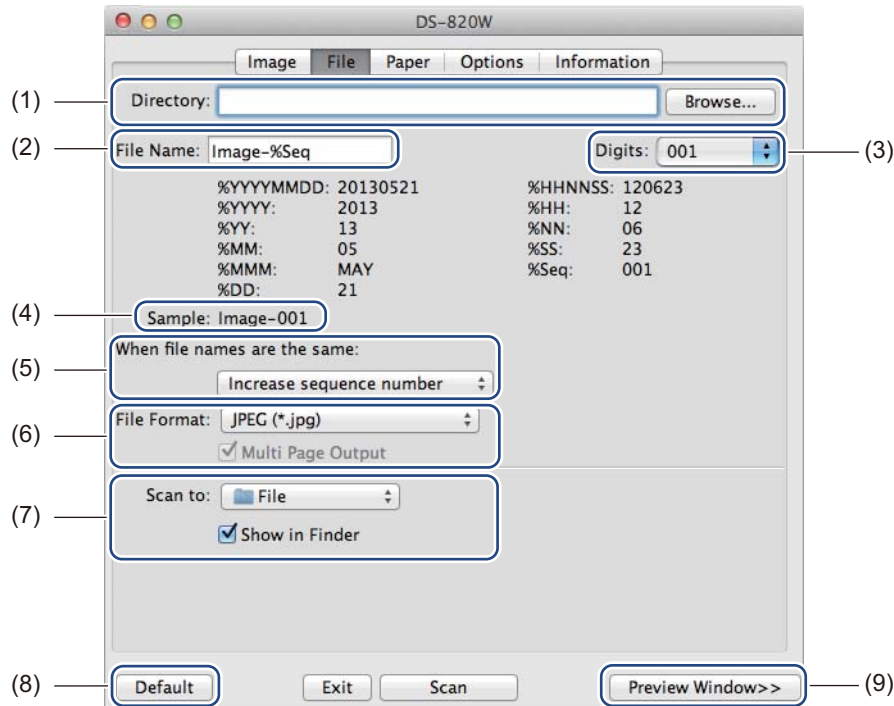 DS-820W
Image File Paper Options Information
(1) Directory: Browse...
(2) File Name: Image-%Seq Digits: 001 (3)
%YYYYMMDD: 20130521 %HHNNSS: 120623
%YYYY: 2013 %HH: 12
%YY: 13 %NN: 06
%MM: 05 %SS: 23
%MMM: MAY %Seq: 001
%DD: 21
(4) Sample: Image-001
(5) When file names are the same:
Increase sequence number
(6) File Format: JPEG (*.jpg)
Multi Page Output
(7) Scan to: File
Show in Finder
(8) Default Exit Scan Preview Window>> (9)